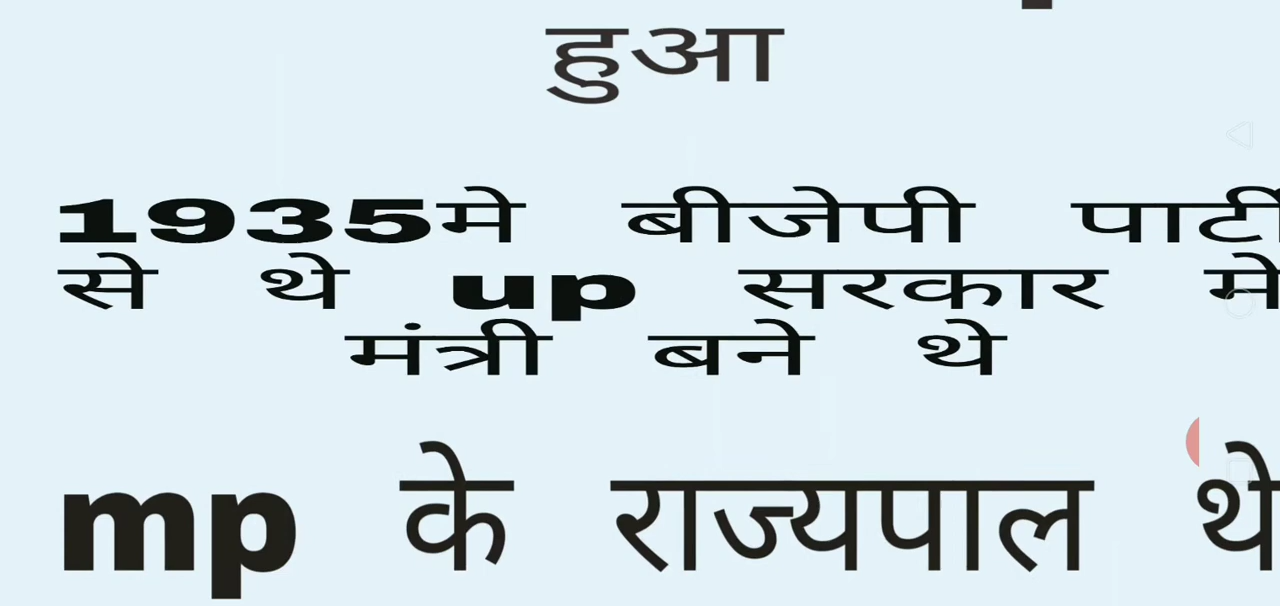 हुआ
1935मे बीजेपी पार्टी
से थे up सरकार मे
मंत्री बने थे
mp के राज्यपाल थे